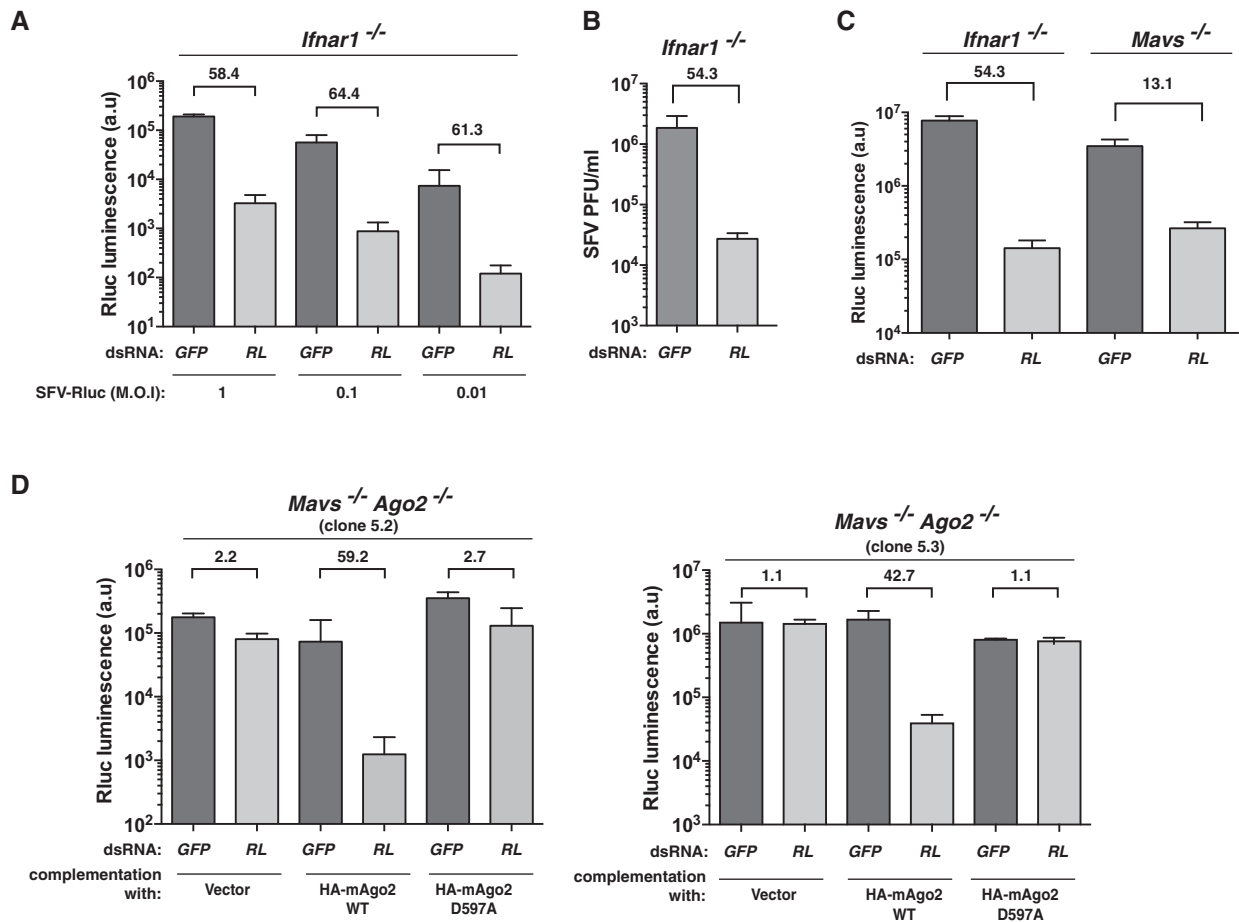 A
Ifnar1 -/-
58.4
64.4
61.3
Rluc luminescence (a.u)
10^6
10^5
10^4
10^3
10^2
10^1
dsRNA: GFP RL GFP RL GFP RL
SFV-Rluc (M.O.I): 1 0.1 0.01
B
Ifnar1 -/-
54.3
SFV PFU/ml
10^7
10^6
10^5
10^4
10^3
dsRNA: GFP RL
C
Ifnar1 -/- Mavs -/-
54.3
13.1
Rluc luminescence (a.u)
10^7
10^6
10^5
10^4
dsRNA: GFP RL GFP RL
D
Mavs -/- Ago2 -/-
(clone 5.2)
2.2 59.2 2.7
Rluc luminescence (a.u)
10^6
10^5
10^4
10^3
10^2
dsRNA: GFP RL GFP RL GFP RL
complementation
with: Vector HA-mAgo2 HA-mAgo2
WT D597A
Mavs -/- Ago2 -/-
(clone 5.3)
1.1 42.7 1.1
Rluc luminescence (a.u)
10^7
10^6
10^5
10^4
10^3
dsRNA: GFP RL GFP RL GFP RL
complementation
with: Vector HA-mAgo2 HA-mAgo2
WT D597A